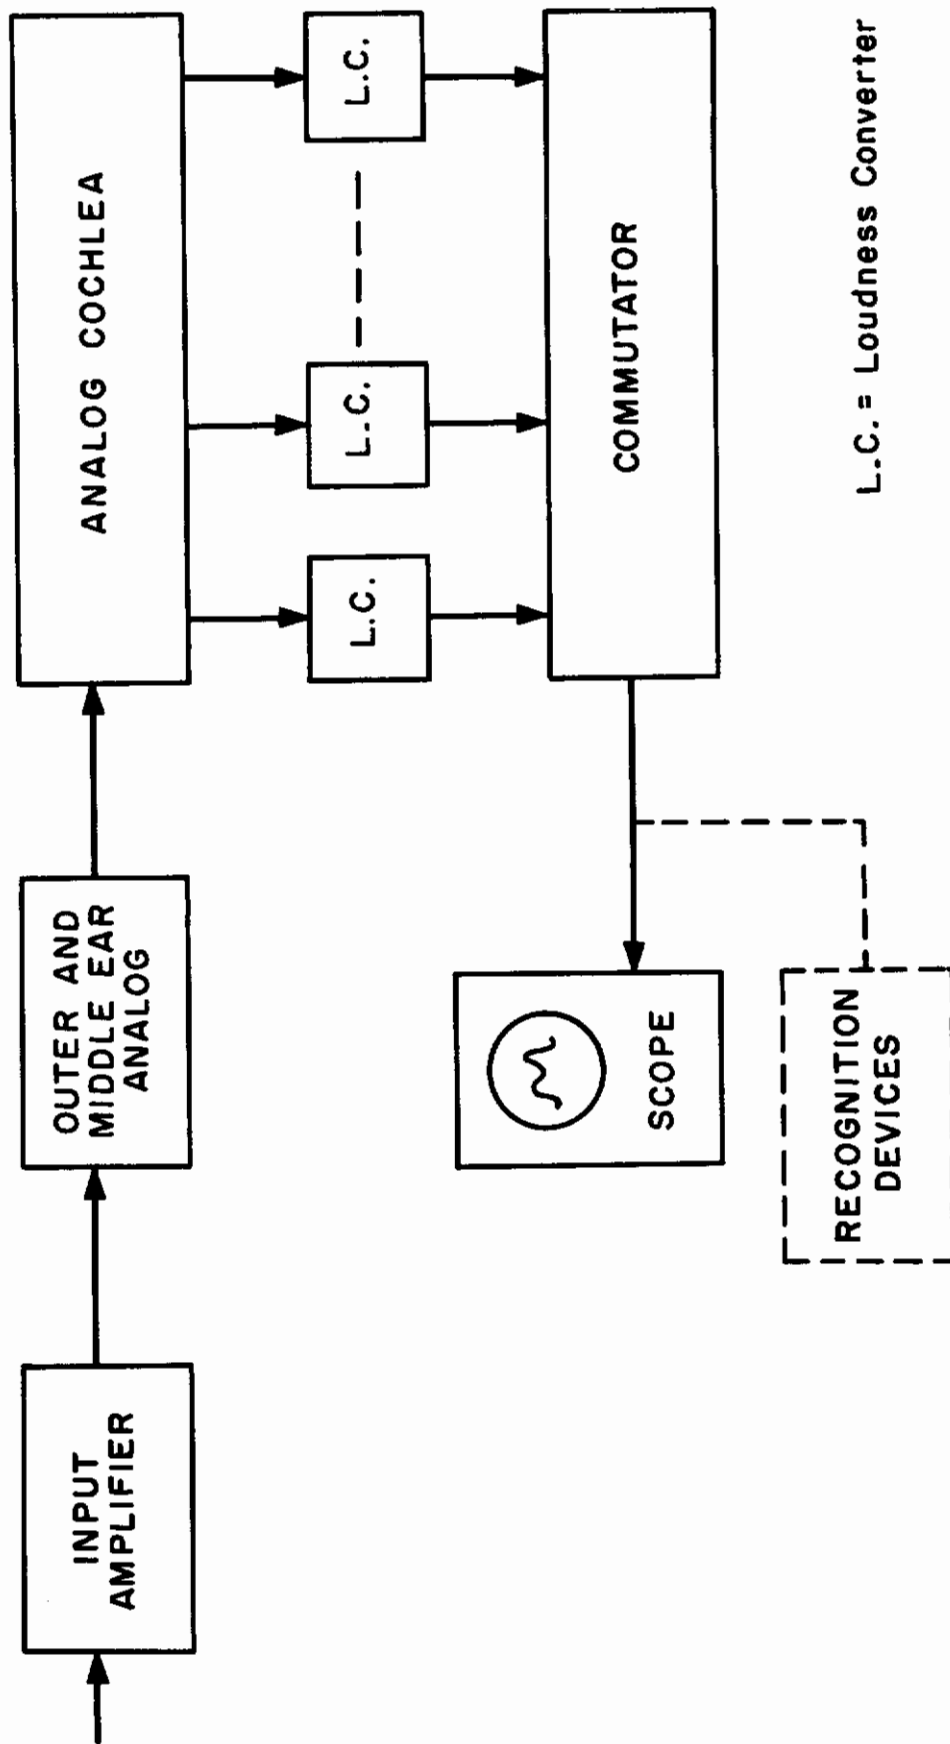 INPUT
AMPLIFIER
OUTER AND
MIDDLE EAR
ANALOG
ANALOG COCHLEA
L.C.
L.C.
L.C.
COMMUTATOR
SCOPE
RECOGNITION
DEVICES
L.C. = Loudness Converter